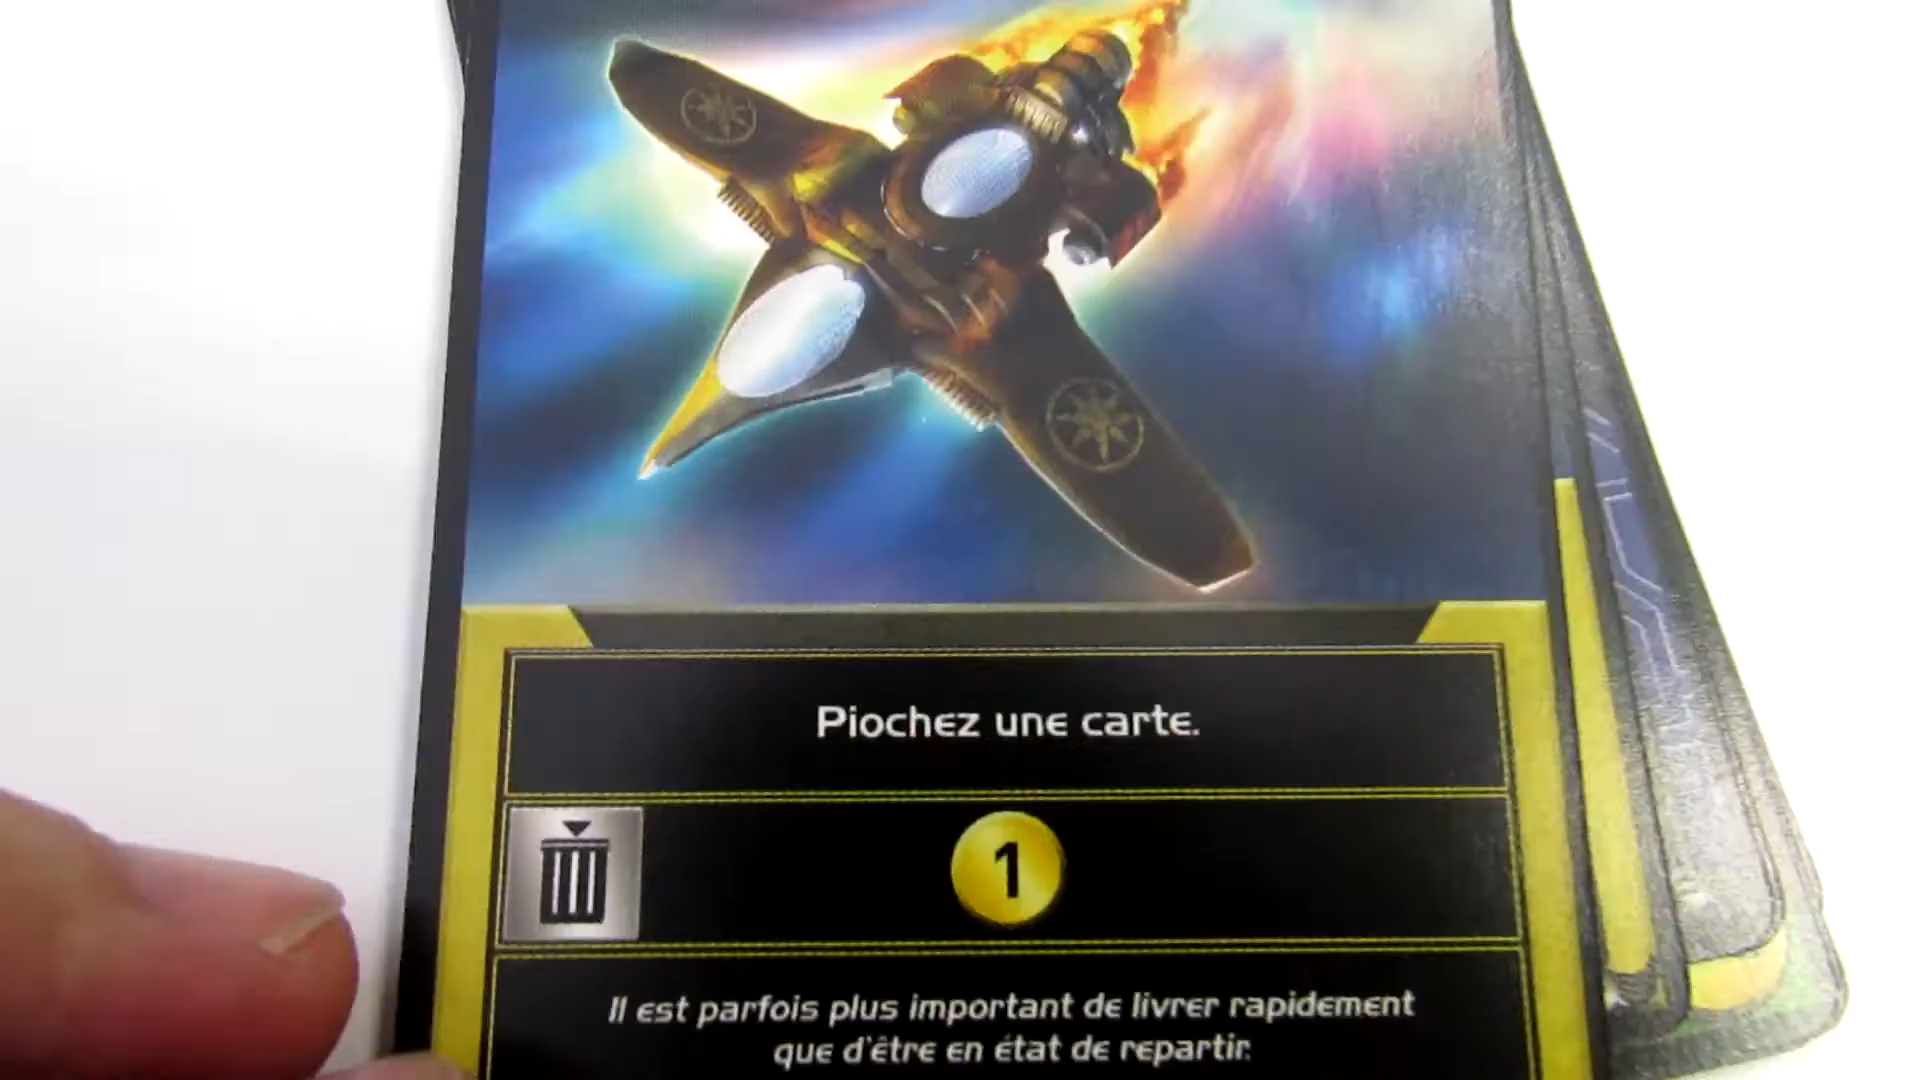 Piochez une carte.
1
Il est parfois plus important de livrer rapidement
que d'être en état de repartir.